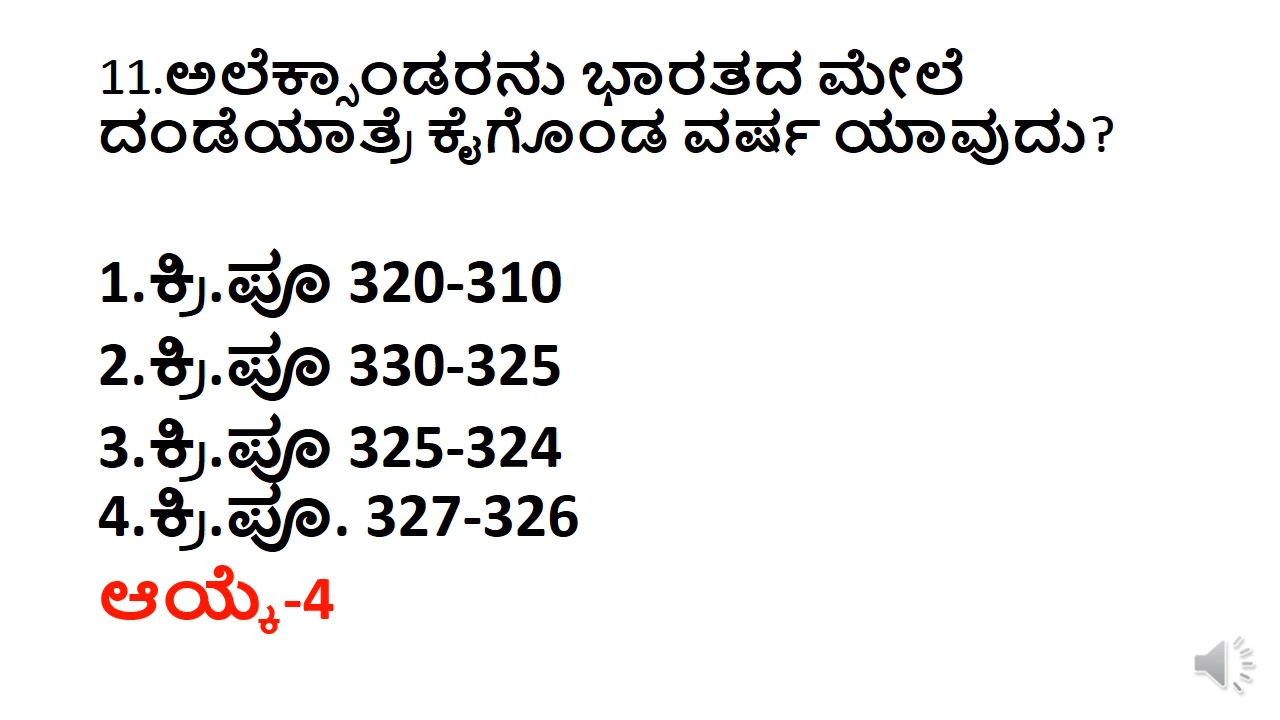 11.ಅಲೆಕ್ಸಾಂಡರನು ಭಾರತದ ಮೇಲೆ
ದಂಡೆಯಾತ್ರೆ ಕೈಗೊಂಡ ವರ್ಷ ಯಾವುದು?
1.ಕ್ರಿ.ಪೂ 320-310
2.ಕ್ರಿ.ಪೂ 330-325
3.ಕ್ರಿ.ಪೂ 325-324
4.ಕ್ರಿ.ಪೂ. 327-326
ಆಯ್ಕೆ-4